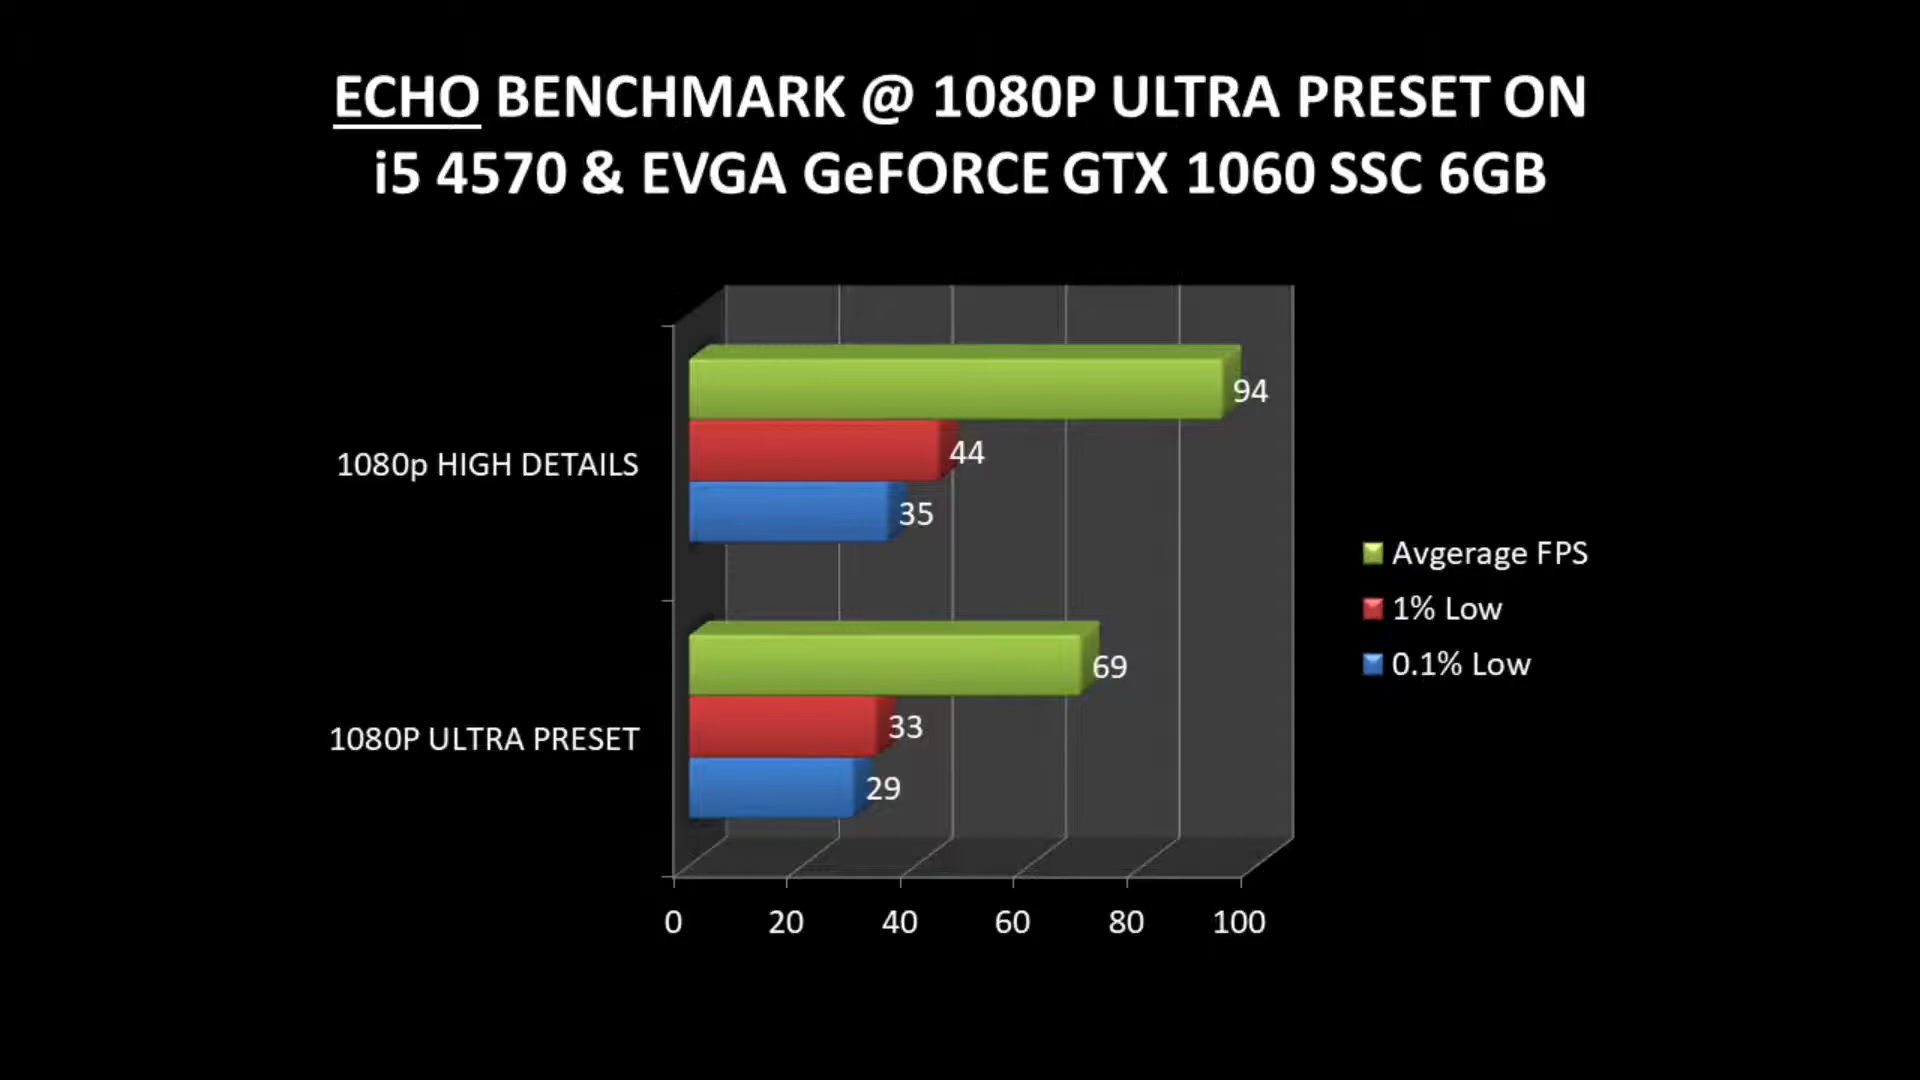 ECHO BENCHMARK @ 1080P ULTRA PRESET ON
i5 4570 & EVGA GeFORCE GTX 1060 SSC 6GB
94
1080p HIGH DETAILS
44
35
Avgerage FPS
1% Low
0.1% Low
69
1080P ULTRA PRESET
33
29
0 20 40 60 80 100